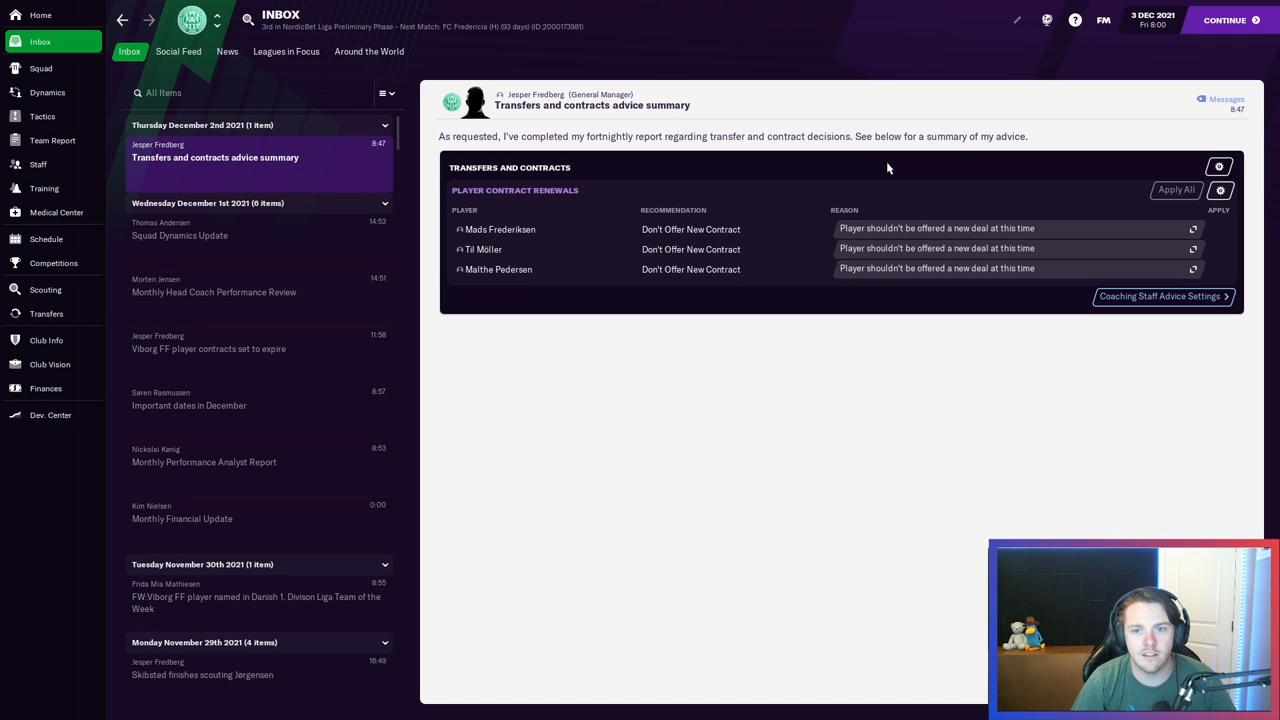 Home
Inbox
Squad
Dynamics
Tactics
Team Report
Staff
Training
Medical Center
Schedule
Competitions
Scouting
Transfers
Club Info
Club Vision
Finances
Dev. Center
INBOX
3rd in NordicBet Liga Preliminary Phase - Next Match: FC Fredericia (H) (93 days) (ID:2000173981)
?
FM
3 DEC 2021
Fri 8:00
CONTINUE
Inbox
Social Feed
News
Leagues in Focus
Around the World
All Items
Thursday December 2nd 2021 (1 item)
Jesper Fredberg 8:47
Transfers and contracts advice summary
Wednesday December 1st 2021 (6 items)
Thomas Andersen 14:53
Squad Dynamics Update
Morten Jensen 14:51
Monthly Head Coach Performance Review
Jesper Fredberg 11:58
Viborg FF player contracts set to expire
Søren Rasmussen 8:57
Important dates in December
Nickolai Kønig 8:53
Monthly Performance Analyst Report
Kim Nielsen 0:00
Monthly Financial Update
Tuesday November 30th 2021 (1 item)
Frida Mia Mathiesen 8:55
FW:Viborg FF player named in Danish 1. Divison Liga Team of the
Week
Monday November 29th 2021 (4 items)
Jesper Fredberg 16:49
Skibsted finishes scouting Jørgensen
Jesper Fredberg (General Manager)
Transfers and contracts advice summary
Messages
8:47
As requested, I've completed my fortnightly report regarding transfer and contract decisions. See below for a summary of my advice.
TRANSFERS AND CONTRACTS
PLAYER CONTRACT RENEWALS
Apply All
PLAYER RECOMMENDATION REASON APPLY
Mads Frederiksen Don't Offer New Contract Player shouldn't be offered a new deal at this time
Til Möller Don't Offer New Contract Player shouldn't be offered a new deal at this time
Malthe Pedersen Don't Offer New Contract Player shouldn't be offered a new deal at this time
Coaching Staff Advice Settings